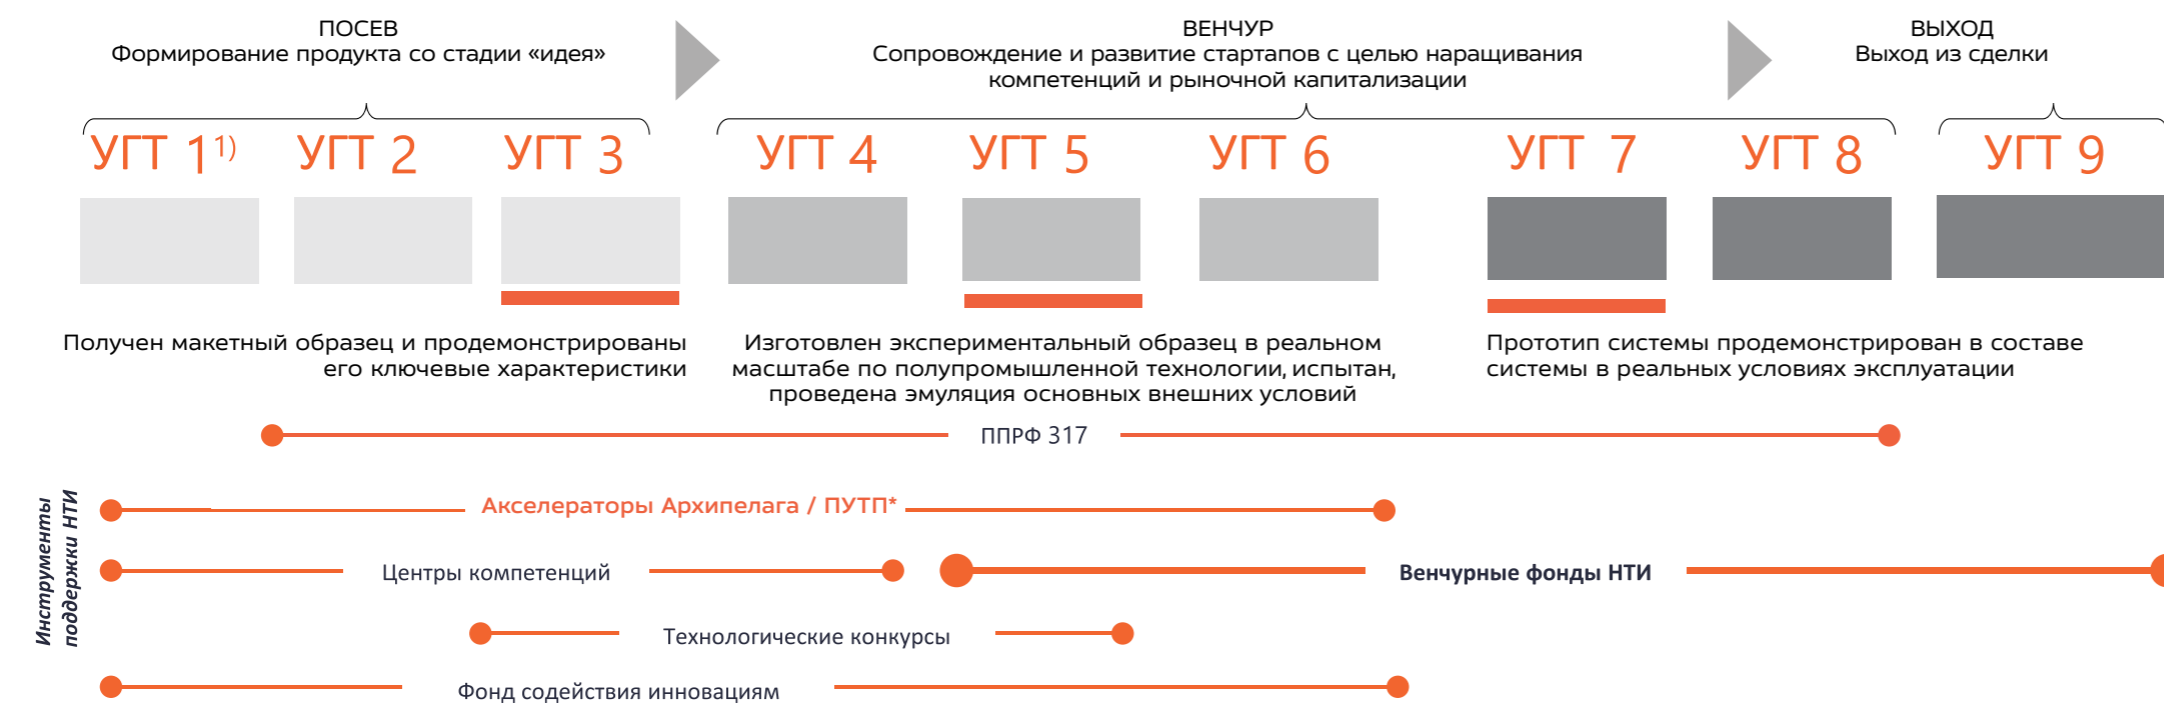 ПОСЕВ
Формирование продукта со стадии «идея»
ВЕНЧУР
Сопровождение и развитие стартапов с целью наращивания
компетенций и рыночной капитализации
ВЫХОД
Выход из сделки
УГТ 1¹⁾
УГТ 2
УГТ 3
УГТ 4
УГТ 5
УГТ 6
УГТ 7
УГТ 8
УГТ 9
Получен макетный образец и продемонстрированы
его ключевые характеристики
Изготовлен экспериментальный образец в реальном
масштабе по полупромышленной технологии, испытан,
проведена эмуляция основных внешних условий
Прототип системы продемонстрирован в составе
системы в реальных условиях эксплуатации
ППРФ 317
Инструменты
поддержки НТИ
Акселераторы Архипелага / ПУТП*
Центры компетенций
Венчурные фонды НТИ
Технологические конкурсы
Фонд содействия инновациям